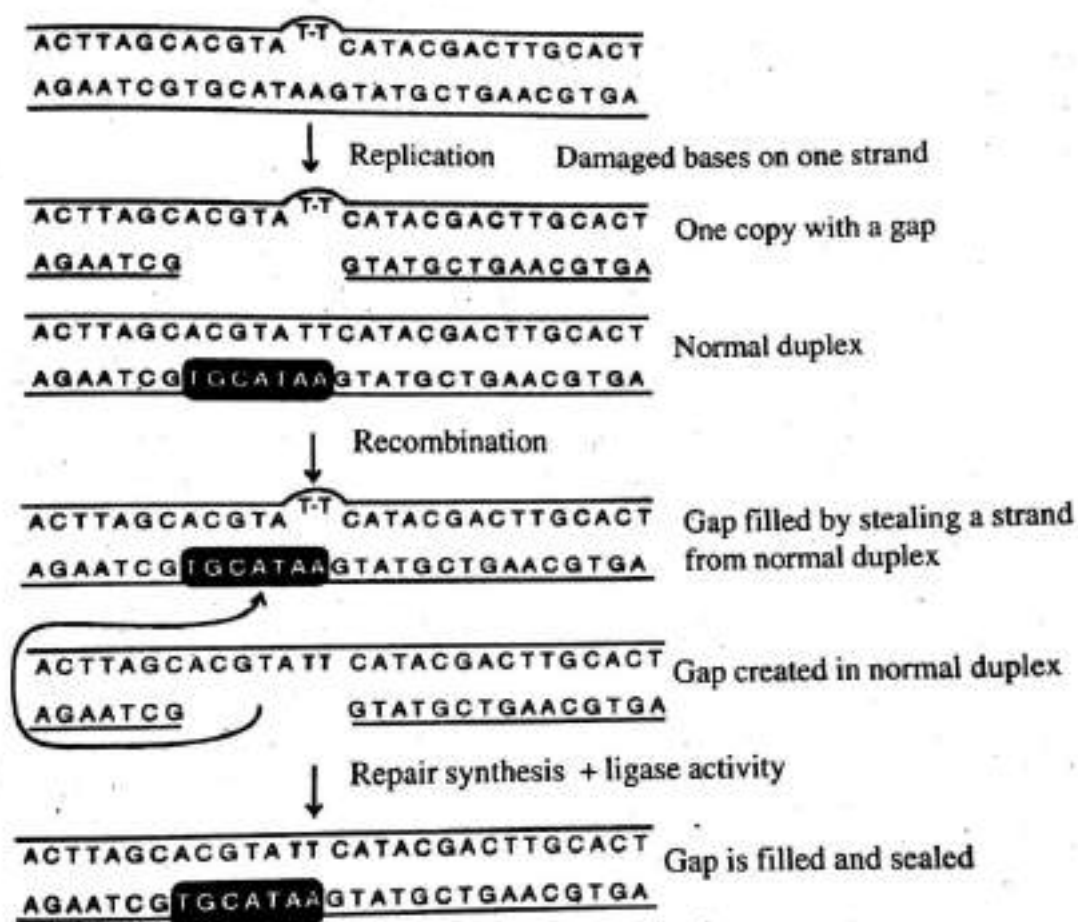 ACTTAGCACGTA T-T CATACGACTTGCACT
AGAATCGTGCATAAGTATGCTGAACGTGA
Replication Damaged bases on one strand
ACTTAGCACGTA T-T CATACGACTTGCACT
One copy with a gap
AGAATCG GTATGCTGAACGTGA
ACTTAGCACGTATTCATACGACTTGCACT
Normal duplex
AGAATCGTGCATAAGTATGCTGAACGTGA
Recombination
ACTTAGCACGTA T-T CATACGACTTGCACT
Gap filled by stealing a strand
from normal duplex
AGAATCGTGCATAAGTATGCTGAACGTGA
ACTTAGCACGTATT CATACGACTTGCACT
Gap created in normal duplex
AGAATCG GTATGCTGAACGTGA
Repair synthesis + ligase activity
ACTTAGCACGTATT CATACGACTTGCACT
Gap is filled and sealed
AGAATCGTGCATAAGTATGCTGAACGTGA